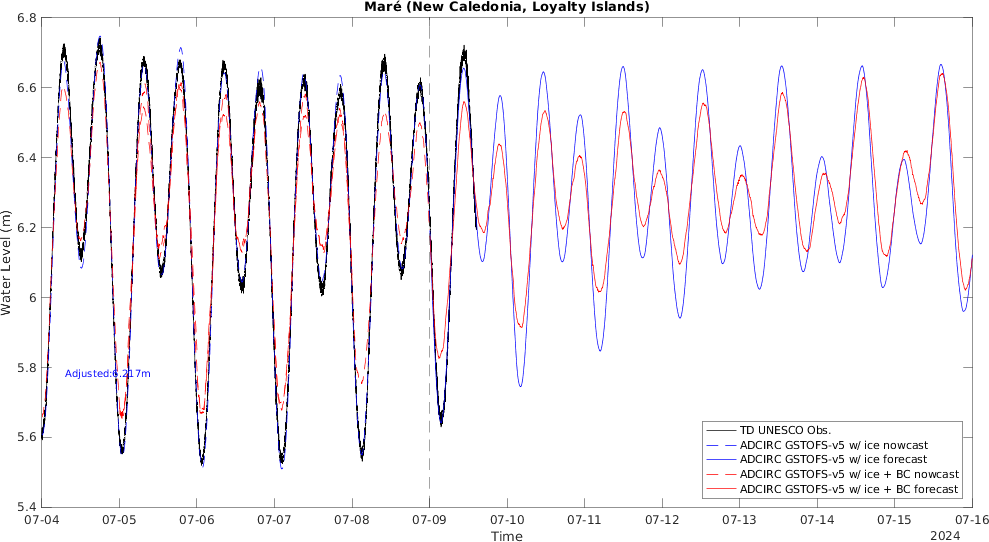 Maré (New Caledonia, Loyalty Islands)
6.8
6.6
6.4
6.2
6
5.8
5.6
5.4
Water Level (m)
Adjusted:6.217m
TD UNESCO Obs.
ADCIRC GSTOFS-v5 w/ ice nowcast
ADCIRC GSTOFS-v5 w/ ice forecast
ADCIRC GSTOFS-v5 w/ ice + BC nowcast
ADCIRC GSTOFS-v5 w/ ice + BC forecast
07-04 07-05 07-06 07-07 07-08 07-09 07-10 07-11 07-12 07-13 07-14 07-15 07-16
Time
2024